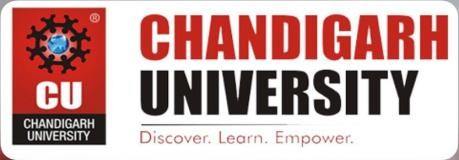 ®
CU
CHANDIGARH
UNIVERSITY
CHANDIGARH
UNIVERSITY
Discover. Learn. Empower.